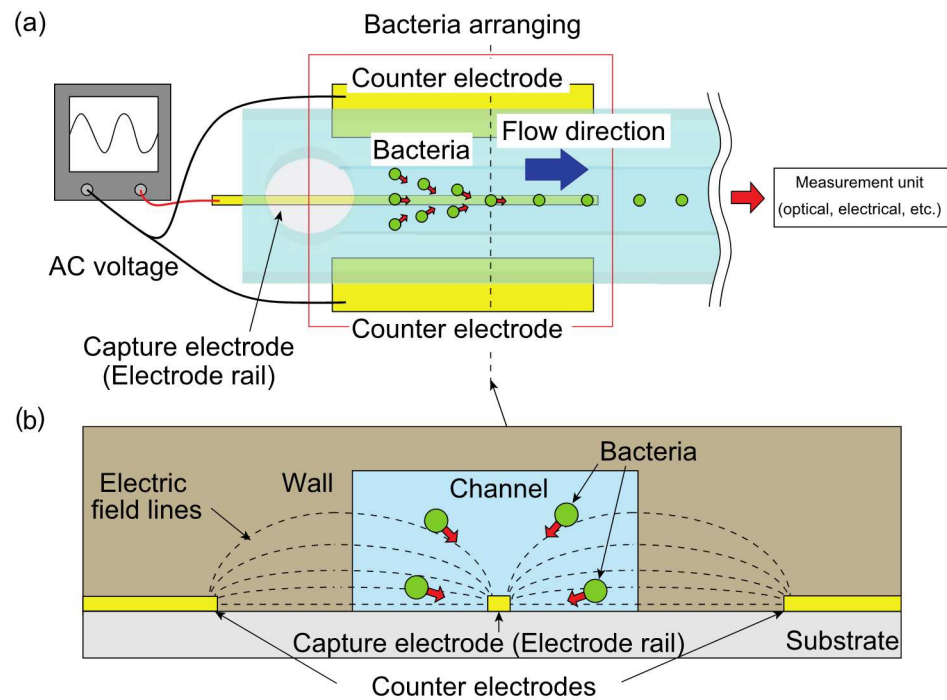 (a)
Bacteria arranging
Counter electrode
Flow direction
Bacteria
Measurement unit
(optical, electrical, etc.)
AC voltage
Counter electrode
Capture electrode
(Electrode rail)
(b)
Bacteria
Electric
field lines
Wall
Channel
Capture electrode (Electrode rail)
Substrate
Counter electrodes